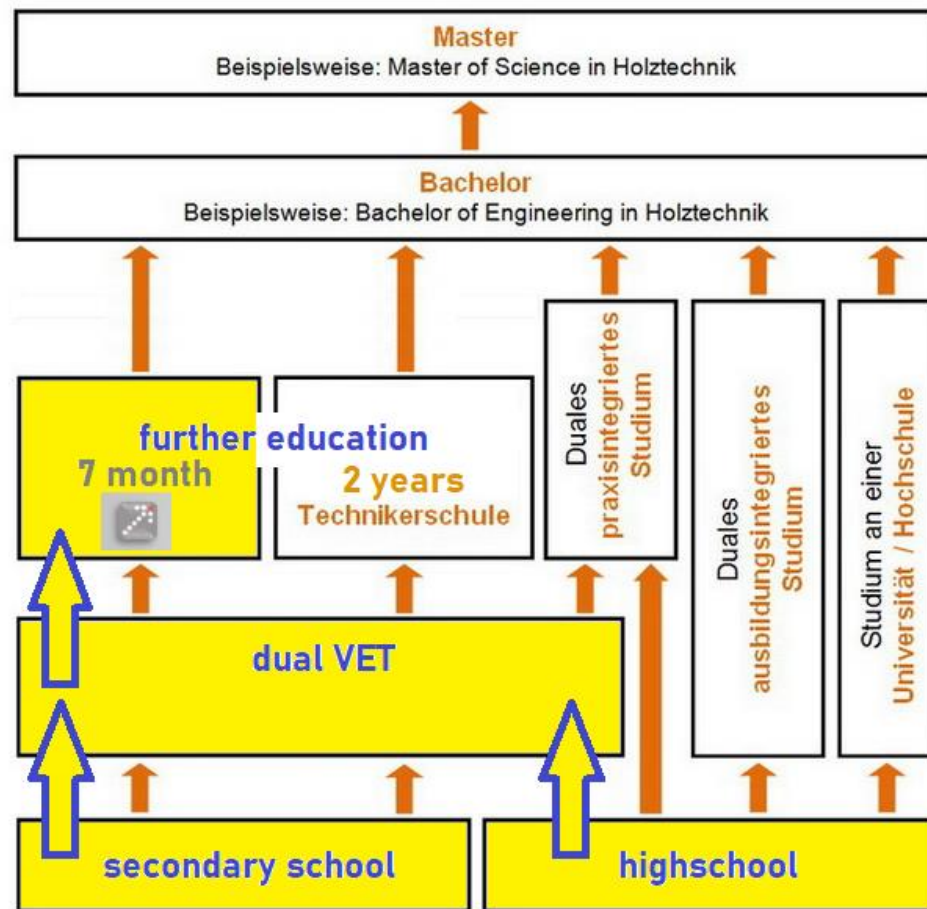 Master
Beispielsweise: Master of Science in Holztechnik
Bachelor
Beispielsweise: Bachelor of Engineering in Holztechnik
further education
7 month
2 years
Technikerschule
Duales
praxisintegriertes
Studium
Duales
ausbildungsintegriertes
Studium
Studium an einer
Universität / Hochschule
dual VET
secondary school
highschool